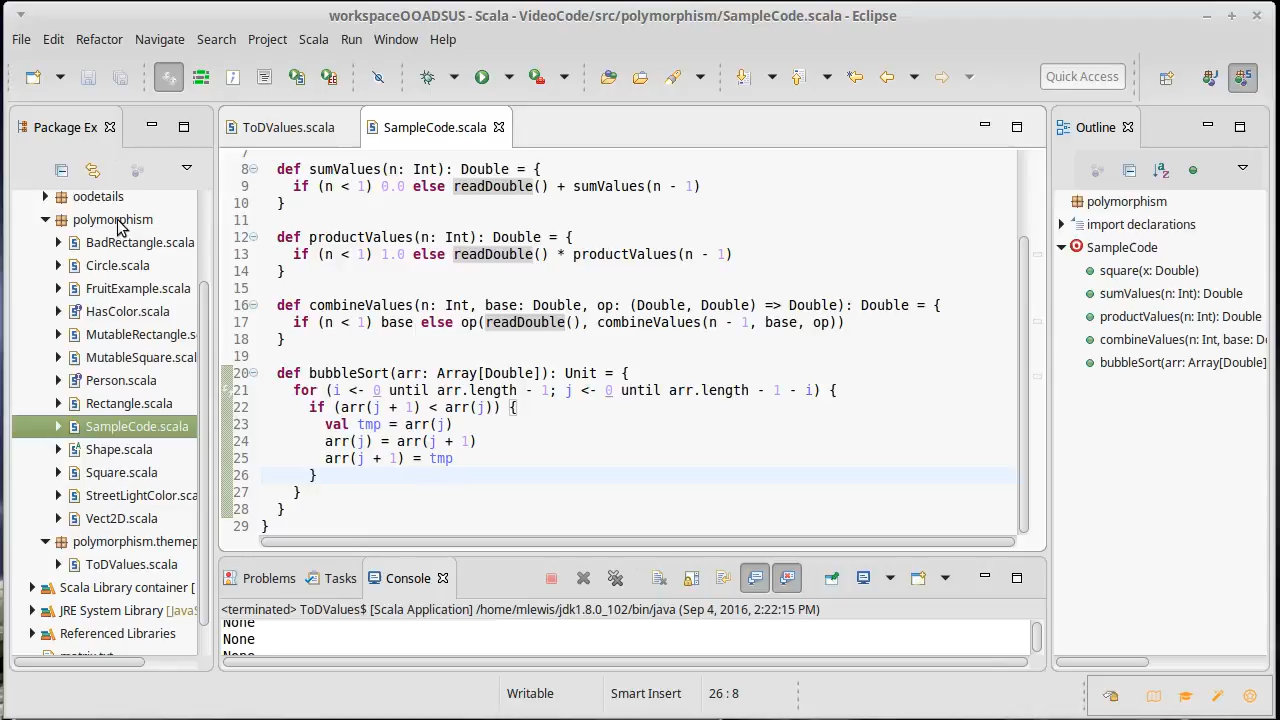 workspaceOOADSUS - Scala - VideoCode/src/polymorphism/SampleCode.scala - Eclipse
File Edit Refactor Navigate Search Project Scala Run Window Help
Quick Access
Package Ex
oodetails
polymorphism
BadRectangle.scala
Circle.scala
FruitExample.scala
HasColor.scala
MutableRectangle.s
MutableSquare.scal
Person.scala
Rectangle.scala
SampleCode.scala
Shape.scala
Square.scala
StreetLightColor.sca
Vect2D.scala
polymorphism.themep
ToDValues.scala
Scala Library container [
JRE System Library [JavaS
Referenced Libraries
ToDValues.scala SampleCode.scala
8 def sumValues(n: Int): Double = {
9 if (n < 1) 0.0 else readDouble() + sumValues(n - 1)
10 }
11
12 def productValues(n: Int): Double = {
13 if (n < 1) 1.0 else readDouble() * productValues(n - 1)
14 }
15
16 def combineValues(n: Int, base: Double, op: (Double, Double) => Double): Double = {
17 if (n < 1) base else op(readDouble(), combineValues(n - 1, base, op))
18 }
19
20 def bubbleSort(arr: Array[Double]): Unit = {
21 for (i <- 0 until arr.length - 1; j <- 0 until arr.length - 1 - i) {
22 if (arr(j + 1) < arr(j)) {
23 val tmp = arr(j)
24 arr(j) = arr(j + 1)
25 arr(j + 1) = tmp
26 }
27 }
28 }
29 }
Problems Tasks Console
<terminated> ToDValues$ [Scala Application] /home/mlewis/jdk1.8.0_102/bin/java (Sep 4, 2016, 2:22:15 PM)
None
None
Outline
polymorphism
import declarations
SampleCode
square(x: Double)
sumValues(n: Int): Double
productValues(n: Int): Double
combineValues(n: Int, base: Do
bubbleSort(arr: Array[Double]
Writable Smart Insert 26 : 8